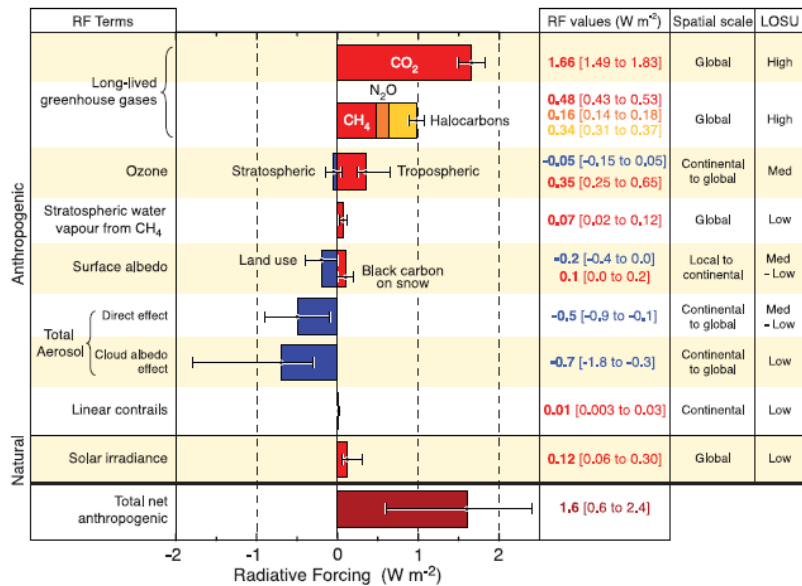 RF Terms
RF values (W m⁻²)
Spatial scale
LOSU
Anthropogenic
Long-lived
greenhouse gases
CO₂
1.66 [1.49 to 1.83]
Global
High
N₂O
CH₄
Halocarbons
0.48 [0.43 to 0.53]
0.16 [0.14 to 0.18]
0.34 [0.31 to 0.37]
Global
High
Ozone
Stratospheric
Tropospheric
-0.05 [-0.15 to 0.05]
0.35 [0.25 to 0.65]
Continental
to global
Med
Stratospheric water
vapour from CH₄
0.07 [0.02 to 0.12]
Global
Low
Surface albedo
Land use
Black carbon
on snow
-0.2 [-0.4 to 0.0]
0.1 [0.0 to 0.2]
Local to
continental
Med
- Low
Total
Aerosol
Direct effect
-0.5 [-0.9 to -0.1]
Continental
to global
Med
- Low
Cloud albedo
effect
-0.7 [-1.8 to -0.3]
Continental
to global
Low
Linear contrails
0.01 [0.003 to 0.03]
Continental
Low
Natural
Solar irradiance
0.12 [0.06 to 0.30]
Global
Low
Total net
anthropogenic
1.6 [0.6 to 2.4]
-2 -1 0 1 2
Radiative Forcing (W m⁻²)